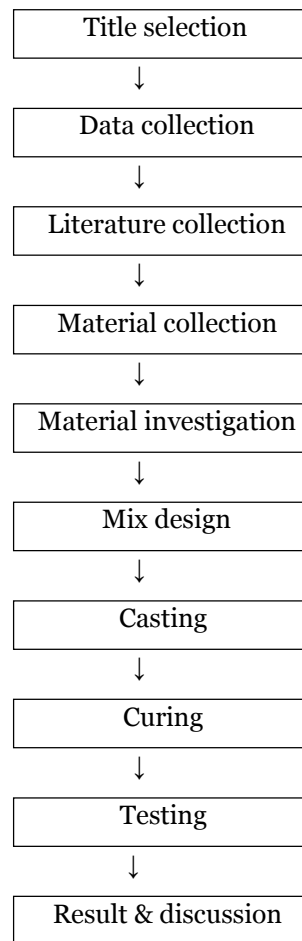 Title selection
↓
Data collection
↓
Literature collection
↓
Material collection
↓
Material investigation
↓
Mix design
↓
Casting
↓
Curing
↓
Testing
↓
Result & discussion